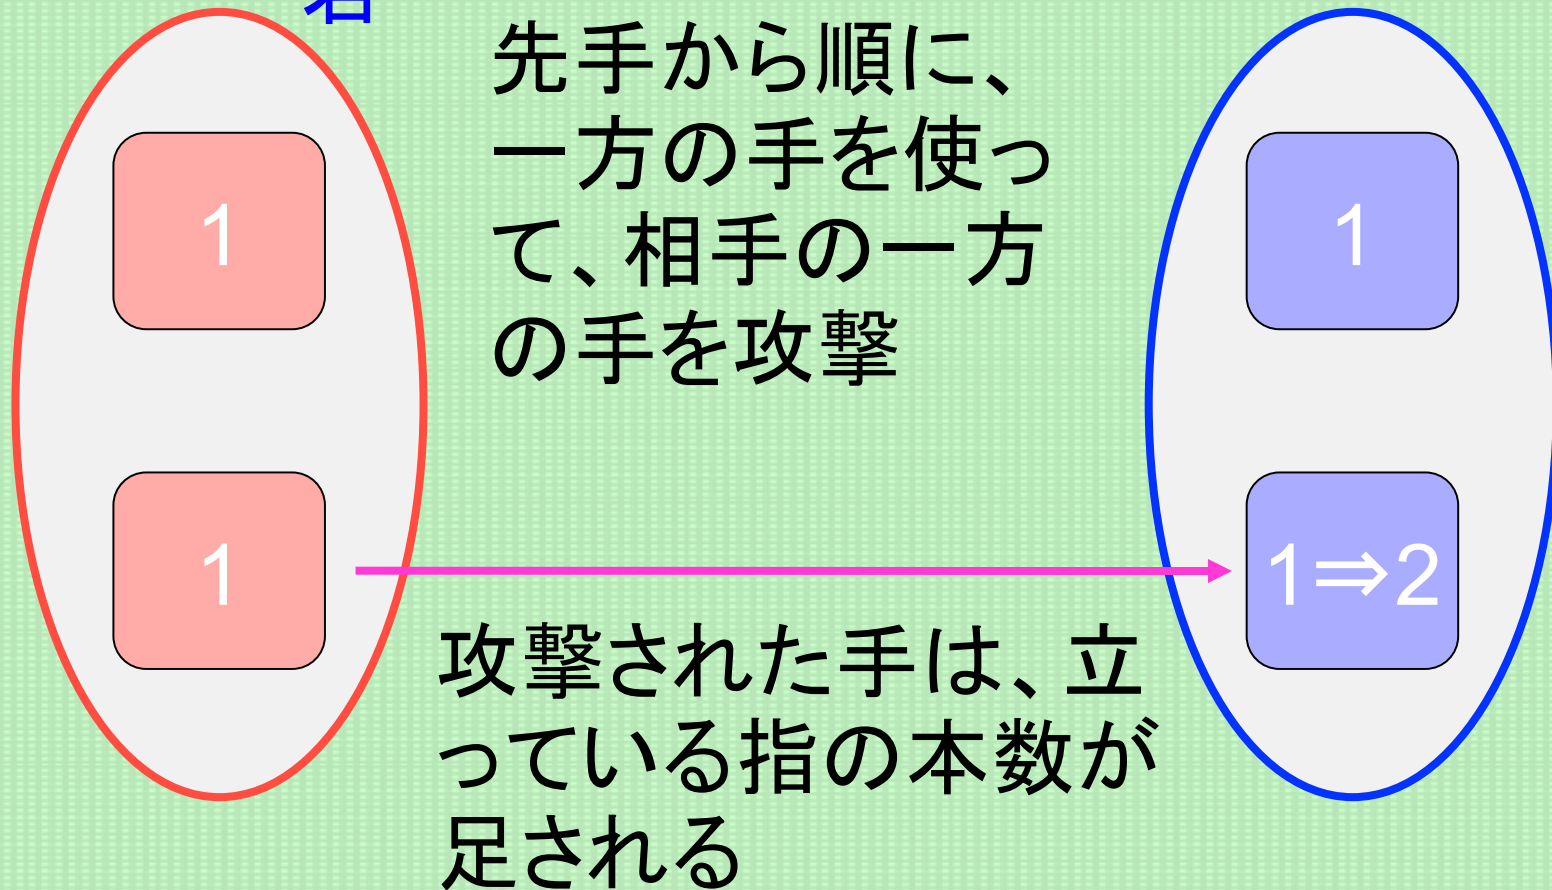 先手から順に、
一方の手を使っ
て、相手の一方
の手を攻撃
1
1
1
1⇒2
攻撃された手は、立
っている指の本数が
足される